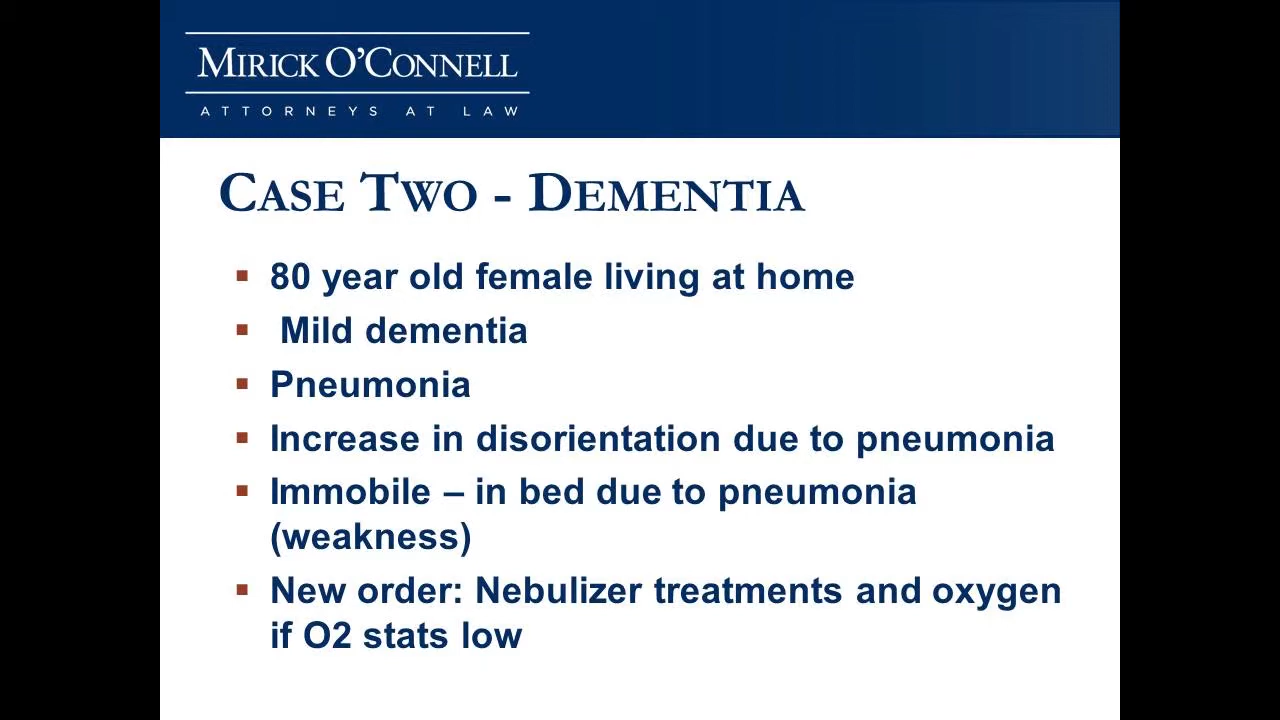 MIRICK O'CONNELL
ATTORNEYS AT LAW
CASE TWO - DEMENTIA
▪ 80 year old female living at home
▪ Mild dementia
▪ Pneumonia
▪ Increase in disorientation due to pneumonia
▪ Immobile – in bed due to pneumonia
(weakness)
▪ New order: Nebulizer treatments and oxygen
if O2 stats low